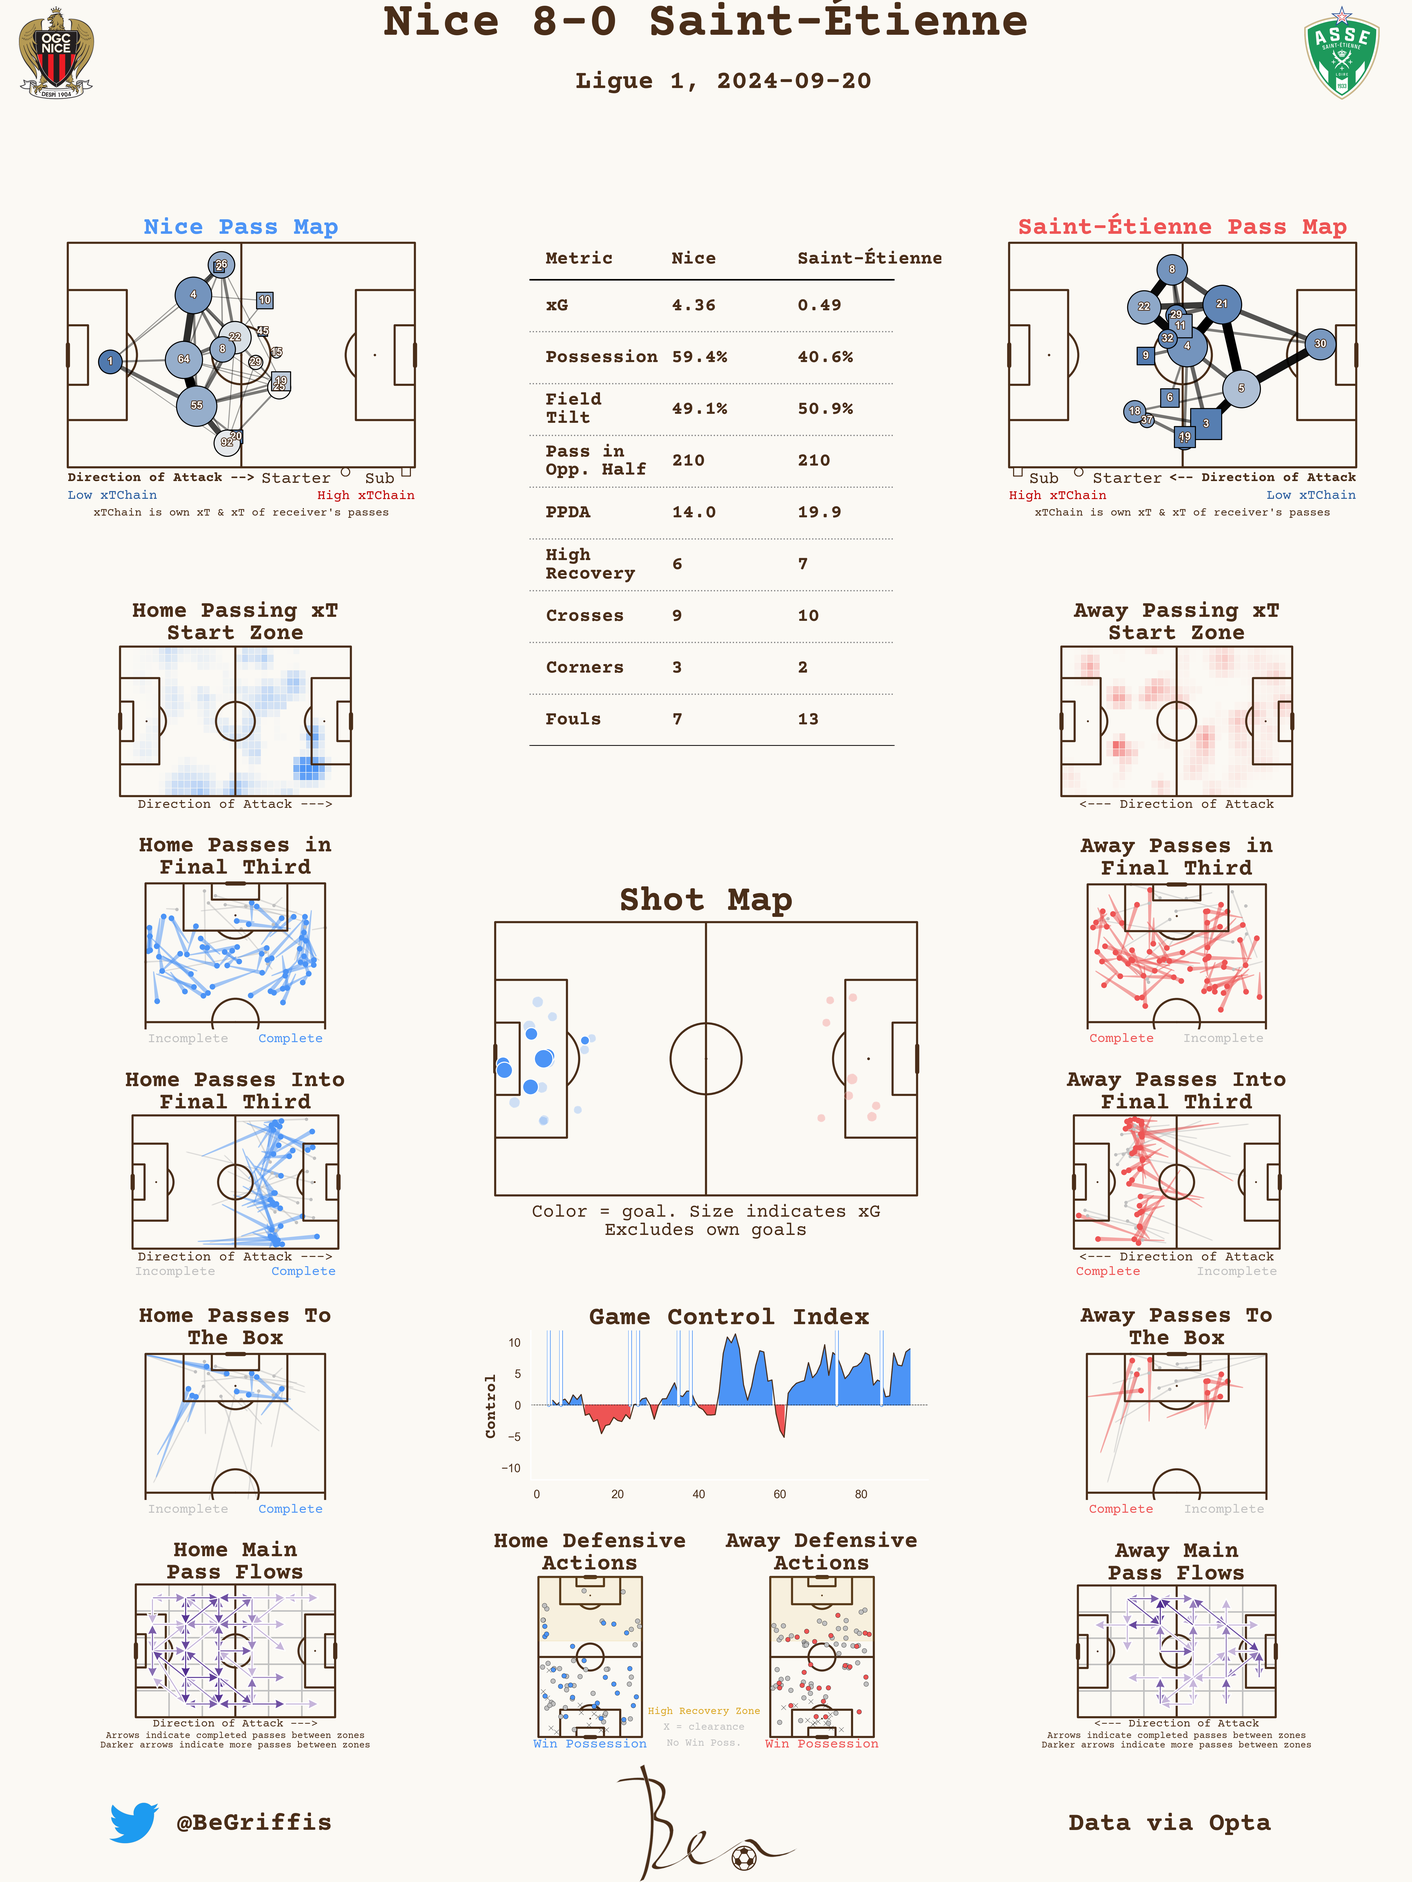 Nice 8-0 Saint-Étienne
Ligue 1, 2024-09-20
OGC
NICE
DESPI 1904
ASSE
SAINT-ÉTIENNE
LOIRE
Nice Pass Map
1
4
64
55
22
8
10
29
19
92
Direction of Attack -->
Starter
Sub
Low xTChain
High xTChain
xTChain is own xT & xT of receiver's passes
Metric Nice Saint-Étienne
xG 4.36 0.49
Possession 59.4% 40.6%
Field
Tilt 49.1% 50.9%
Pass in
Opp. Half 210 210
PPDA 14.0 19.9
High
Recovery 6 7
Crosses 9 10
Corners 3 2
Fouls 7 13
Saint-Étienne Pass Map
8
22
29
11
21
32
4
9
30
5
6
18
37
3
19
Sub
Starter
<-- Direction of Attack
High xTChain
Low xTChain
xTChain is own xT & xT of receiver's passes
Home Passing xT
Start Zone
Direction of Attack --->
Away Passing xT
Start Zone
<--- Direction of Attack
Home Passes in
Final Third
Incomplete
Complete
Away Passes in
Final Third
Complete
Incomplete
Shot Map
Color = goal. Size indicates xG
Excludes own goals
Home Passes Into
Final Third
Direction of Attack --->
Incomplete
Complete
Away Passes Into
Final Third
<--- Direction of Attack
Complete
Incomplete
Home Passes To
The Box
Incomplete
Complete
Game Control Index
Control
10
5
0
−5
−10
0
20
40
60
80
Away Passes To
The Box
Complete
Incomplete
Home Main
Pass Flows
Direction of Attack --->
Arrows indicate completed passes between zones
Darker arrows indicate more passes between zones
Home Defensive
Actions
Win Possession
High Recovery Zone
X = clearance
No Win Poss.
Away Defensive
Actions
Win Possession
Away Main
Pass Flows
<--- Direction of Attack
Arrows indicate completed passes between zones
Darker arrows indicate more passes between zones
@BeGriffis
Ben
Data via Opta